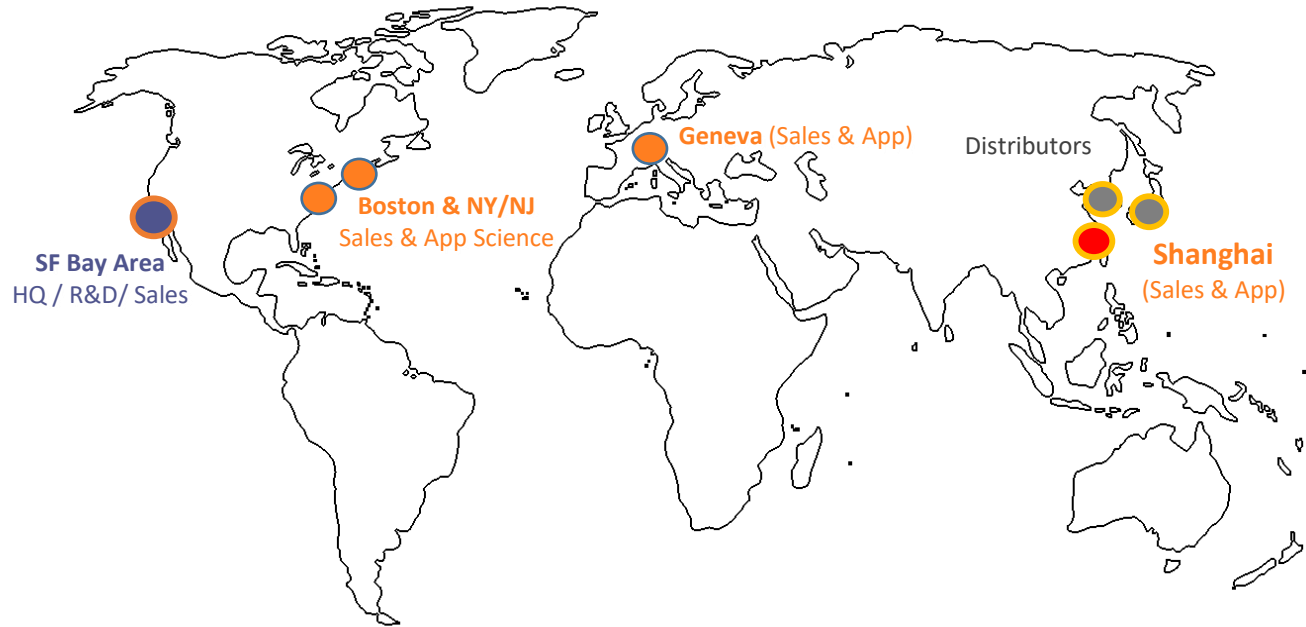 Geneva (Sales & App)
Distributors
Boston & NY/NJ
Sales & App Science
SF Bay Area
HQ / R&D/ Sales
Shanghai
(Sales & App)